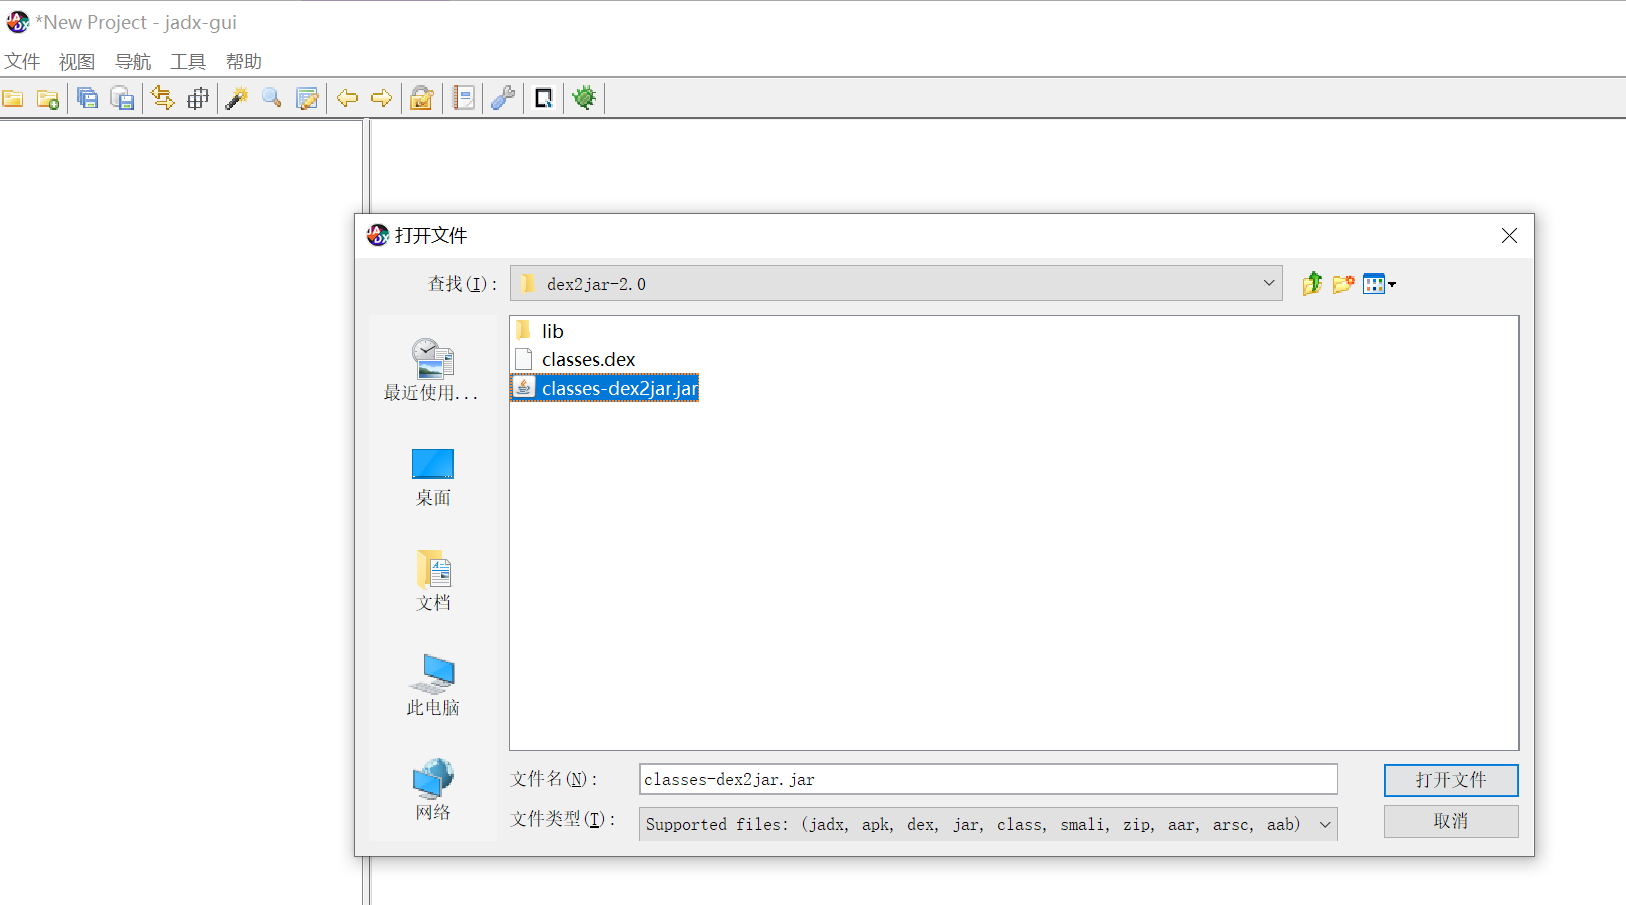 *New Project - jadx-gui
文件 视图 导航 工具 帮助
打开文件
查找(I): dex2jar-2.0
lib
classes.dex
classes-dex2jar.jar
最近使用...
桌面
文档
此电脑
网络
文件名(N): classes-dex2jar.jar 打开文件
文件类型(T): Supported files: (jadx, apk, dex, jar, class, smali, zip, aar, arsc, aab) 取消